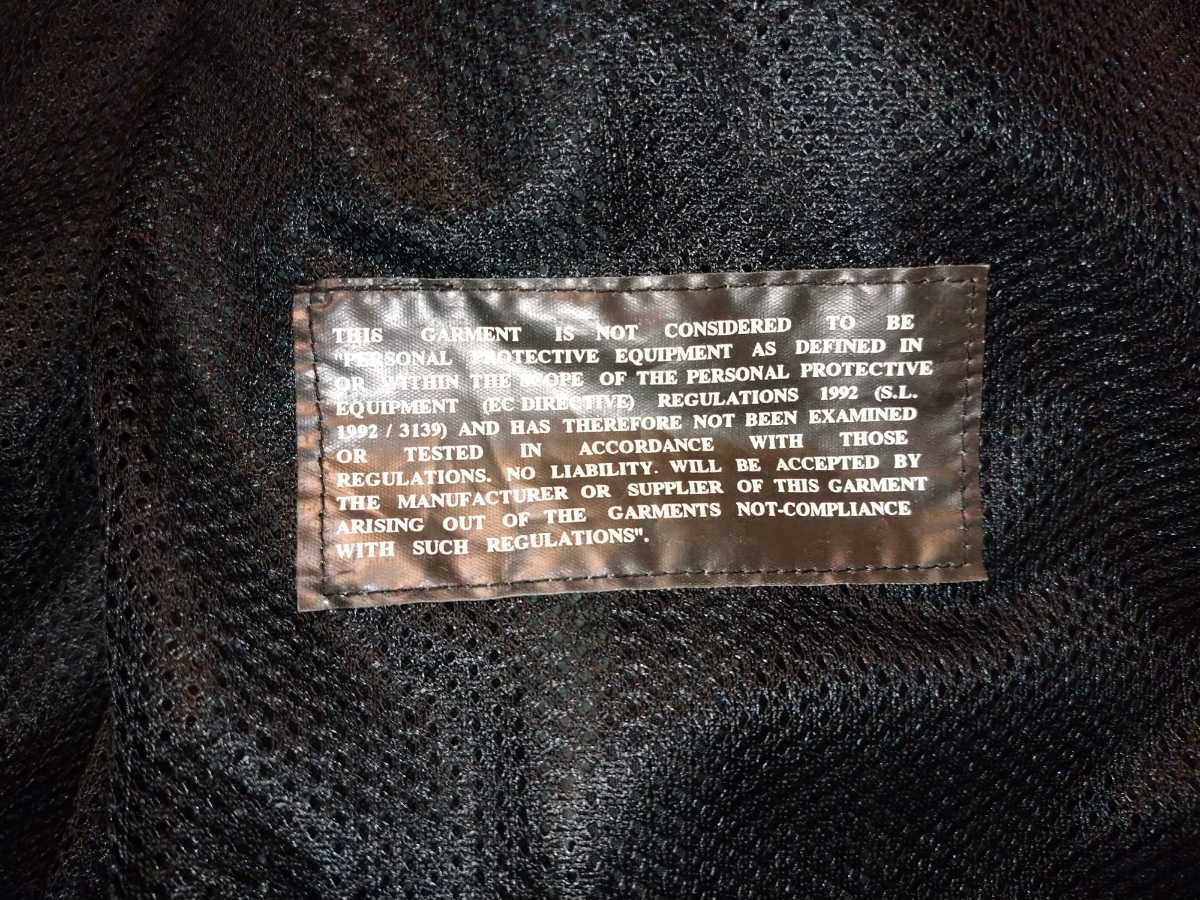 THIS GARMENT IS NOT CONSIDERED TO BE
"PERSONAL PROTECTIVE EQUIPMENT AS DEFINED IN
OR WITHIN THE SCOPE OF THE PERSONAL PROTECTIVE
EQUIPMENT (EC DIRECTIVE) REGULATIONS 1992 (S.L.
1992 / 3139) AND HAS THEREFORE NOT BEEN EXAMINED
OR TESTED IN ACCORDANCE WITH THOSE
REGULATIONS. NO LIABILITY. WILL BE ACCEPTED BY
THE MANUFACTURER OR SUPPLIER OF THIS GARMENT
ARISING OUT OF THE GARMENTS NOT-COMPLIANCE
WITH SUCH REGULATIONS".